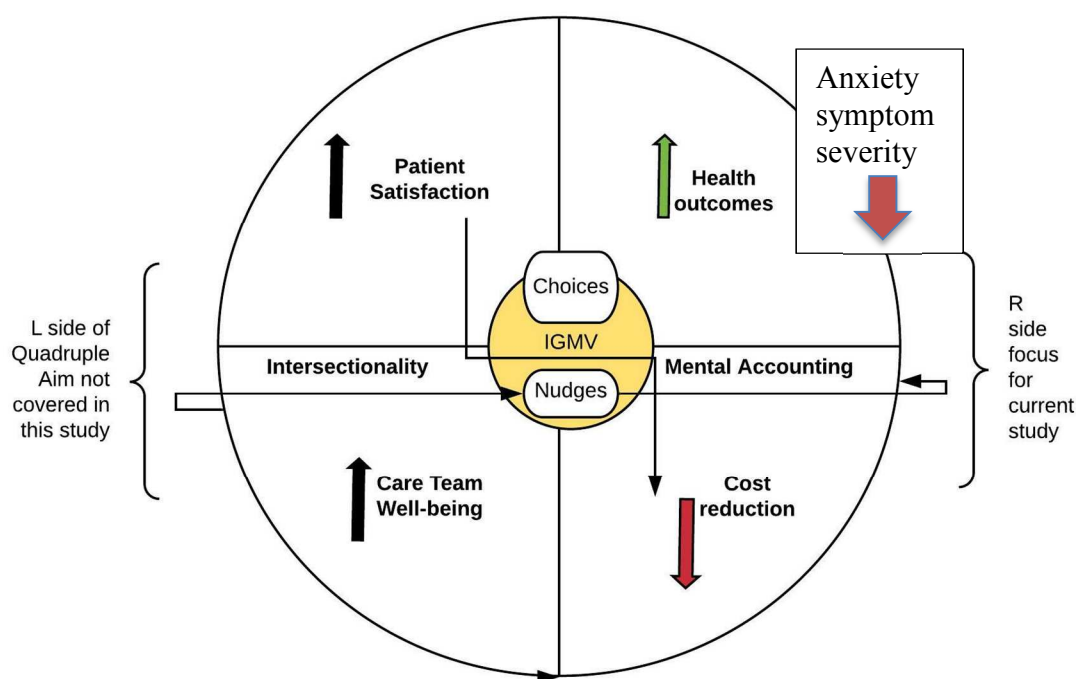 Anxiety
symptom
severity
Patient
Satisfaction
Health
outcomes
Choices
IGMV
Nudges
Intersectionality
Mental Accounting
L side of
Quadruple
Aim not
covered in
this study
R
side
focus
for
current
study
Care Team
Well-being
Cost
reduction